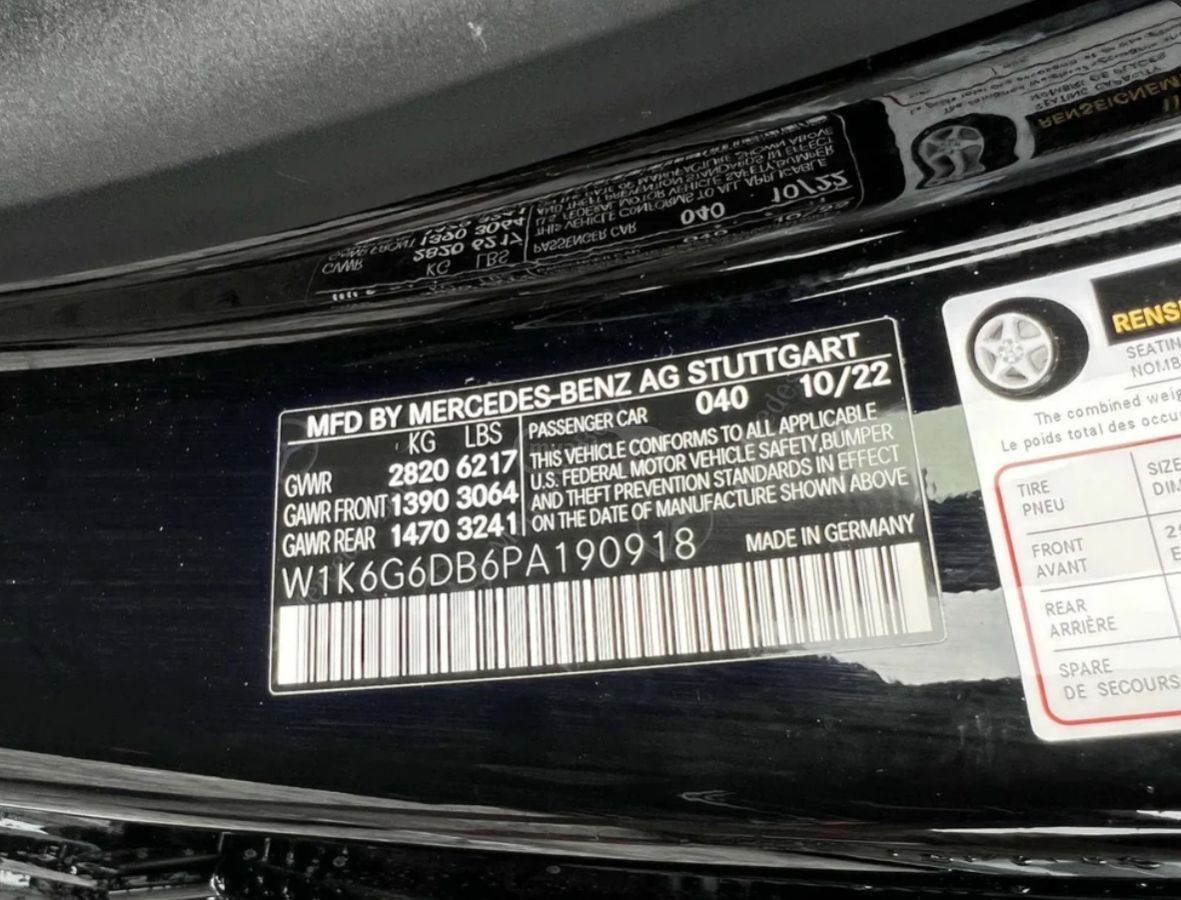 MFD BY MERCEDES-BENZ AG STUTTGART
KG LBS
GVWR 2820 6217
GAWR FRONT 1390 3064
GAWR REAR 1470 3241
PASSENGER CAR 040 10/22
THIS VEHICLE CONFORMS TO ALL APPLICABLE
U.S. FEDERAL MOTOR VEHICLE SAFETY,BUMPER
AND THEFT PREVENTION STANDARDS IN EFFECT
ON THE DATE OF MANUFACTURE SHOWN ABOVE
W1K6G6DB6PA190918 MADE IN GERMANY
RENS
SEATIN
NOMB
The combined weig
Le poids total des occu
TIRE
PNEU
SIZE
DIM
FRONT
AVANT
REAR
ARRIÈRE
SPARE
DE SECOURS